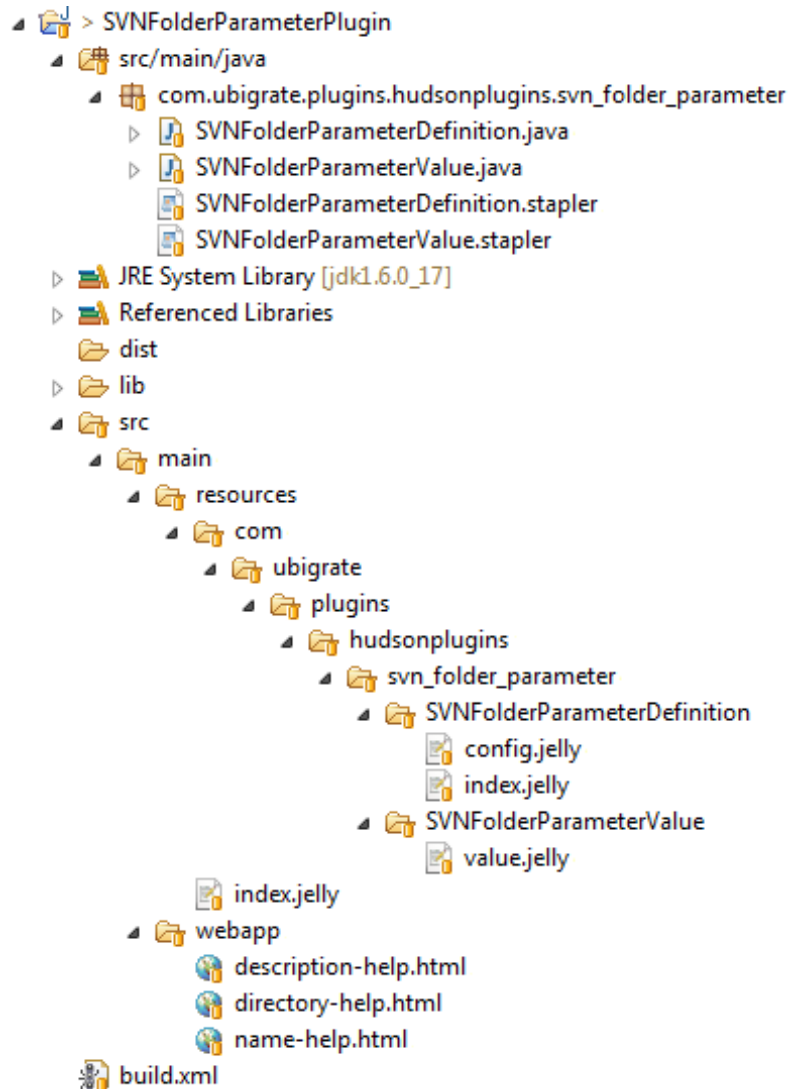 > SVNFolderParameterPlugin
src/main/java
com.ubigrate.plugins.hudsonplugins.svn_folder_parameter
SVNFolderParameterDefinition.java
SVNFolderParameterValue.java
SVNFolderParameterDefinition.stapler
SVNFolderParameterValue.stapler
JRE System Library [jdk1.6.0_17]
Referenced Libraries
dist
lib
src
main
resources
com
ubigrate
plugins
hudsonplugins
svn_folder_parameter
SVNFolderParameterDefinition
config.jelly
index.jelly
SVNFolderParameterValue
value.jelly
index.jelly
webapp
description-help.html
directory-help.html
name-help.html
build.xml